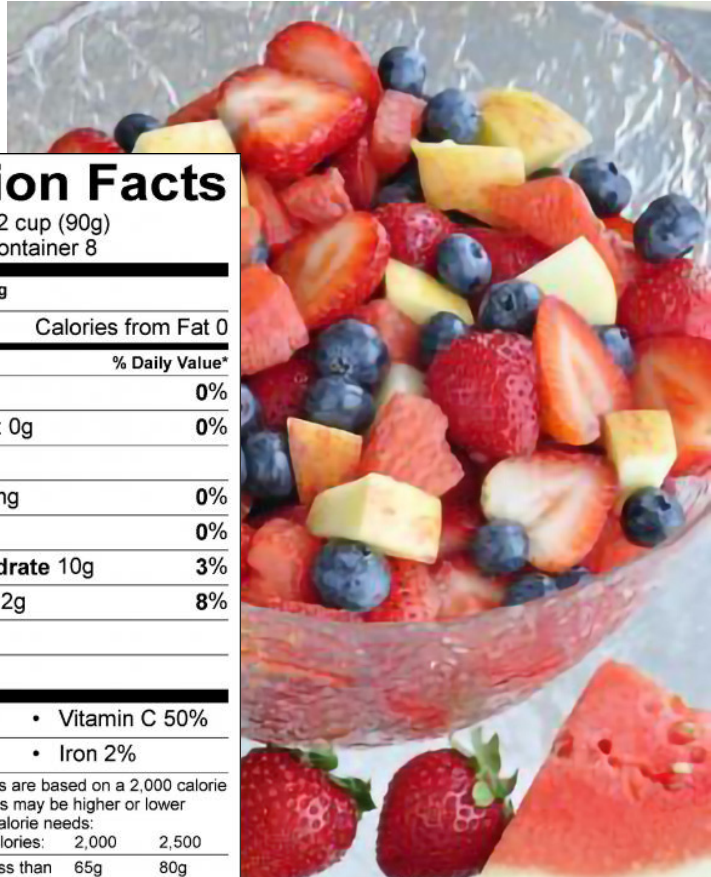 ion Facts
2 cup (90g)
ontainer 8
g
Calories from Fat 0
% Daily Value*
0%
0g 0%
ng 0%
0%
drate 10g 3%
2g 8%
• Vitamin C 50%
• Iron 2%
s are based on a 2,000 calorie
s may be higher or lower
alorie needs:
lories: 2,000 2,500
ss than 65g 80g